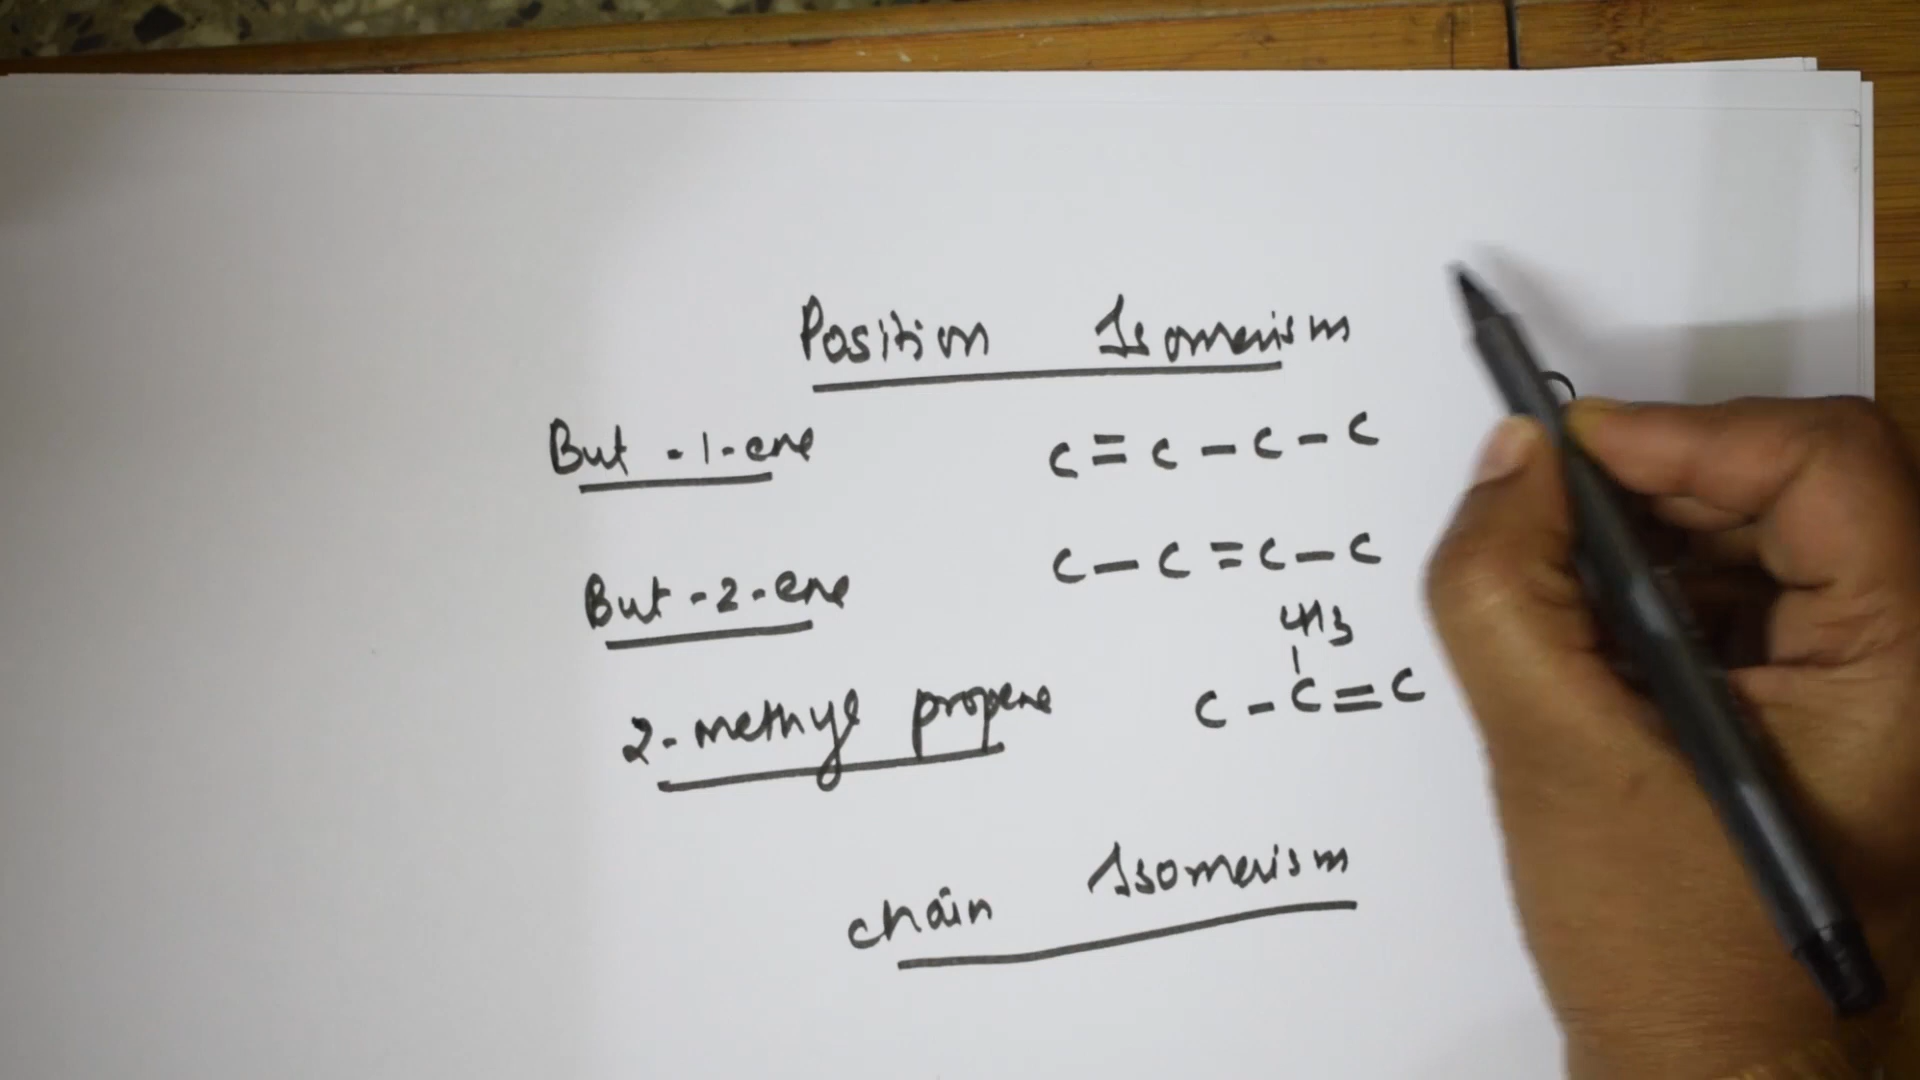 Position Isomerism
But-1-ene C=C-C-C
But-2-ene C-C=C-C
CH3
2-methyl propene C-C=C
chain Isomerism